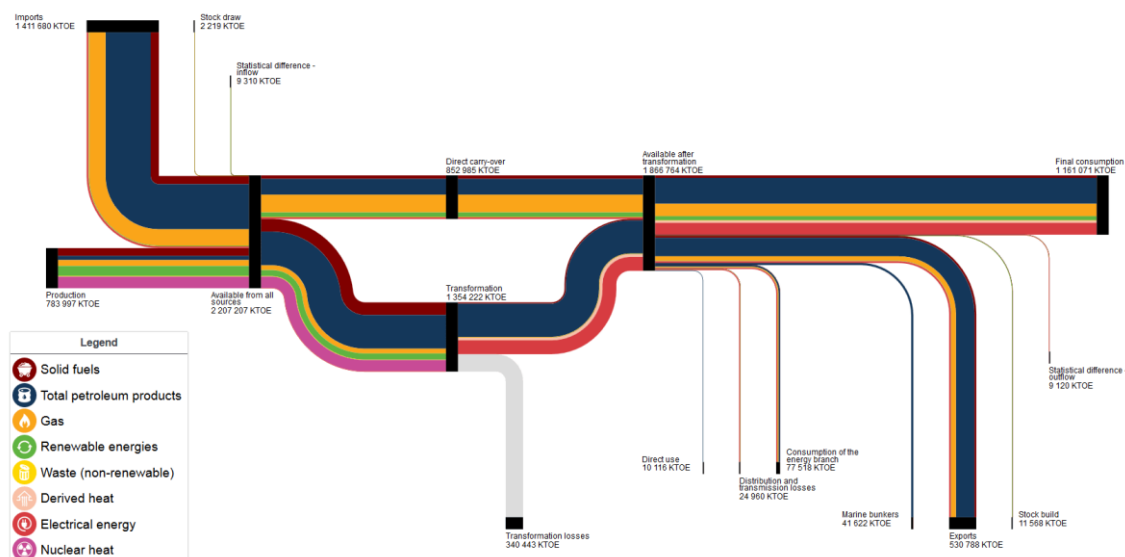 Imports
1 411 680 KTOE
Stock draw
2 219 KTOE
Statistical difference -
inflow
9 310 KTOE
Direct carry-over
852 985 KTOE
Available after
transformation
1 866 764 KTOE
Final consumption
1 161 071 KTOE
Production
783 997 KTOE
Available from all
sources
2 207 207 KTOE
Transformation
1 354 222 KTOE
Legend
Solid fuels
Total petroleum products
Gas
Renewable energies
Waste (non-renewable)
Derived heat
Electrical energy
Nuclear heat
Statistical difference -
outflow
9 120 KTOE
Direct use
10 116 KTOE
Distribution and
transmission losses
24 960 KTOE
Consumption of the
energy branch
77 518 KTOE
Transformation losses
340 443 KTOE
Marine bunkers
41 622 KTOE
Exports
530 788 KTOE
Stock build
11 568 KTOE